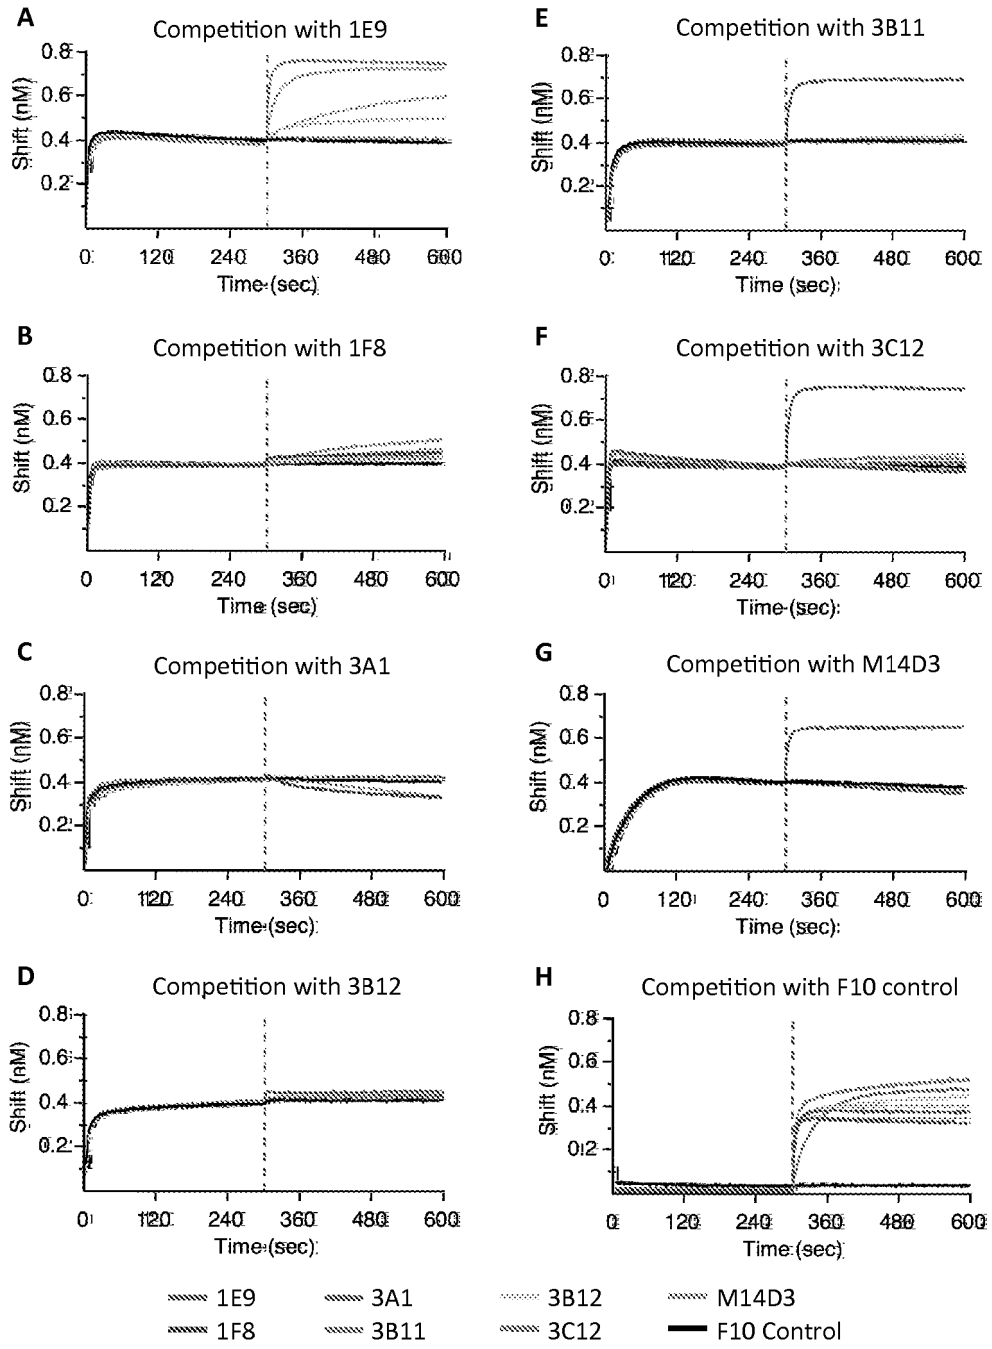 A Competition with 1E9
Shift (nM)
0.8
0.6
0.4
0.2
0 120 240 360 480 600
Time (sec)
B Competition with 1F8
Shift (nM)
0.8
0.6
0.4
0.2
0 120 240 360 480 600
Time (sec)
C Competition with 3A1
Shift (nM)
0.8
0.6
0.4
0.2
0 120 240 360 480 600
Time (sec)
D Competition with 3B12
Shift (nM)
0.8
0.6
0.4
0.2
0 120 240 360 480 600
Time (sec)
E Competition with 3B11
Shift (nM)
0.8
0.6
0.4
0.2
0 120 240 360 480 600
Time (sec)
F Competition with 3C12
Shift (nM)
0.8
0.6
0.4
0.2
0 120 240 360 480 600
Time (sec)
G Competition with M14D3
Shift (nM)
0.8
0.6
0.4
0.2
0 120 240 360 480 600
Time (sec)
H Competition with F10 control
Shift (nM)
0.8
0.6
0.4
0.2
0 120 240 360 480 600
Time (sec)
1E9 3A1 3B12 M14D3
1F8 3B11 3C12 F10 Control